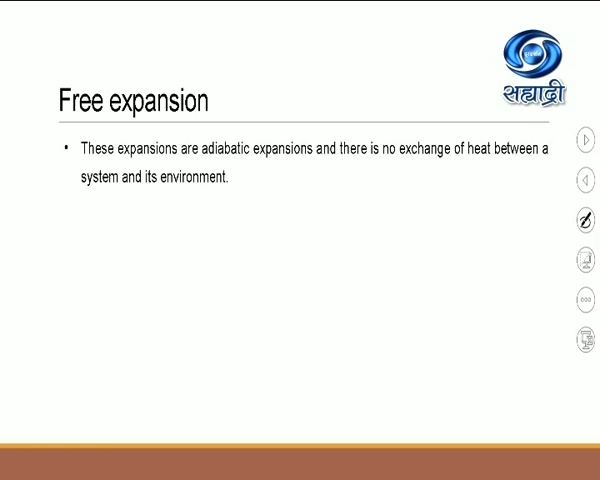 सह्याद्री
Free expansion
• These expansions are adiabatic expansions and there is no exchange of heat between a
system and its environment.